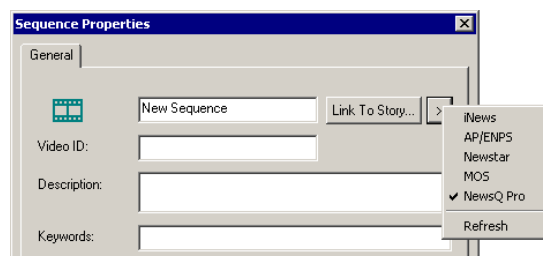 Sequence Properties
General
New Sequence
Link To Story...
>
iNews
AP/ENPS
Newstar
MOS
NewsQ Pro
Refresh
Video ID:
Description:
Keywords: